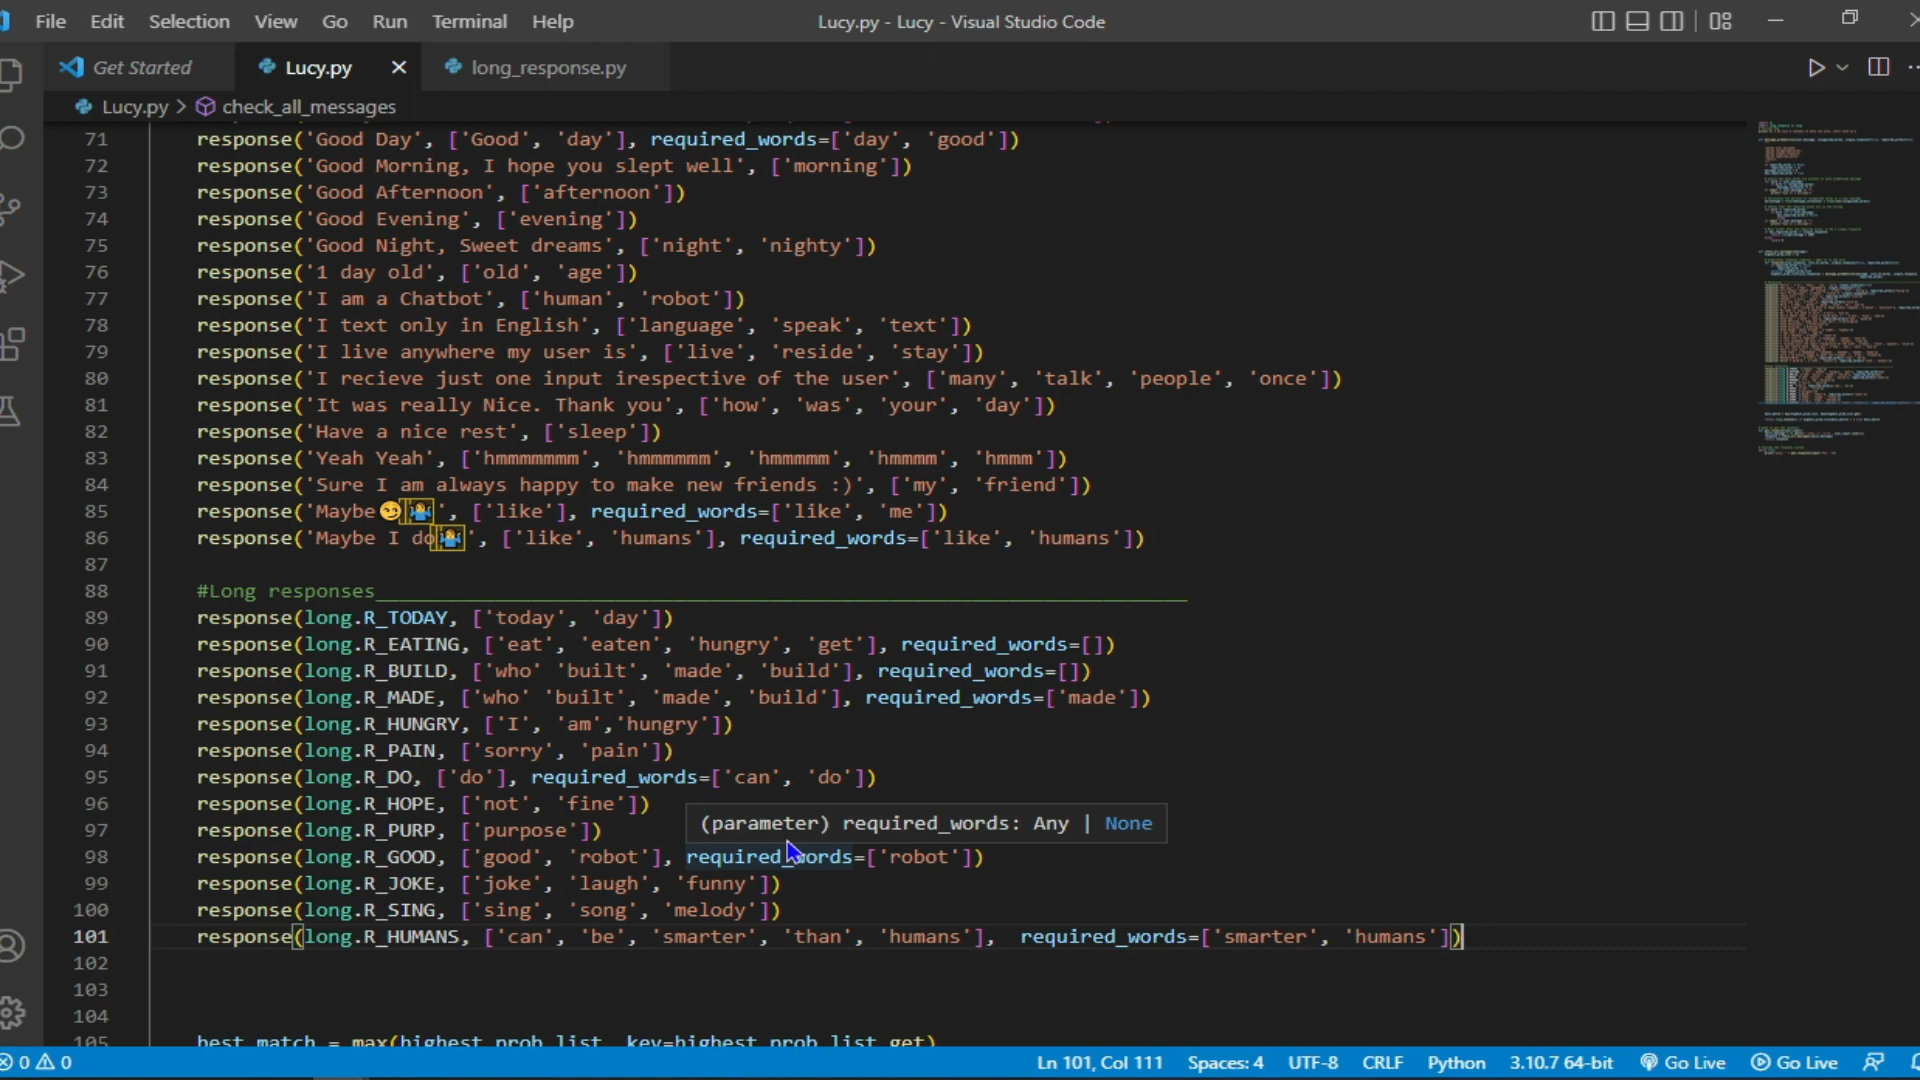 File Edit Selection View Go Run Terminal Help Lucy.py - Lucy - Visual Studio Code
Get Started Lucy.py long_response.py
Lucy.py > check_all_messages
71 response('Good Day', ['Good', 'day'], required_words=['day', 'good'])
72 response('Good Morning, I hope you slept well', ['morning'])
73 response('Good Afternoon', ['afternoon'])
74 response('Good Evening', ['evening'])
75 response('Good Night, Sweet dreams', ['night', 'nighty'])
76 response('1 day old', ['old', 'age'])
77 response('I am a Chatbot', ['human', 'robot'])
78 response('I text only in English', ['language', 'speak', 'text'])
79 response('I live anywhere my user is', ['live', 'reside', 'stay'])
80 response('I recieve just one input irespective of the user', ['many', 'talk', 'people', 'once'])
81 response('It was really Nice. Thank you', ['how', 'was', 'your', 'day'])
82 response('Have a nice rest', ['sleep'])
83 response('Yeah Yeah', ['hmmmmmmm', 'hmmmmmm', 'hmmmmm', 'hmmmm', 'hmmm'])
84 response('Sure I am always happy to make new friends :)', ['my', 'friend'])
85 response('Maybe😏🤷', ['like'], required_words=['like', 'me'])
86 response('Maybe I do🤷', ['like', 'humans'], required_words=['like', 'humans'])
87
88 #Long responses____________________________________________________________________
89 response(long.R_TODAY, ['today', 'day'])
90 response(long.R_EATING, ['eat', 'eaten', 'hungry', 'get'], required_words=[])
91 response(long.R_BUILD, ['who' 'built', 'made', 'build'], required_words=[])
92 response(long.R_MADE, ['who' 'built', 'made', 'build'], required_words=['made'])
93 response(long.R_HUNGRY, ['I', 'am','hungry'])
94 response(long.R_PAIN, ['sorry', 'pain'])
95 response(long.R_DO, ['do'], required_words=['can', 'do'])
96 response(long.R_HOPE, ['not', 'fine'])
(parameter) required_words: Any | None
97 response(long.R_PURP, ['purpose'])
98 response(long.R_GOOD, ['good', 'robot'], required_words=['robot'])
99 response(long.R_JOKE, ['joke', 'laugh', 'funny'])
100 response(long.R_SING, ['sing', 'song', 'melody'])
101 response(long.R_HUMANS, ['can', 'be', 'smarter', 'than', 'humans'], required_words=['smarter', 'humans'])
102
103
104
105 best_match = max(highest_prob_list, key=highest_prob_list.get)
0 0 Ln 101, Col 111 Spaces: 4 UTF-8 CRLF Python 3.10.7 64-bit Go Live Go Live